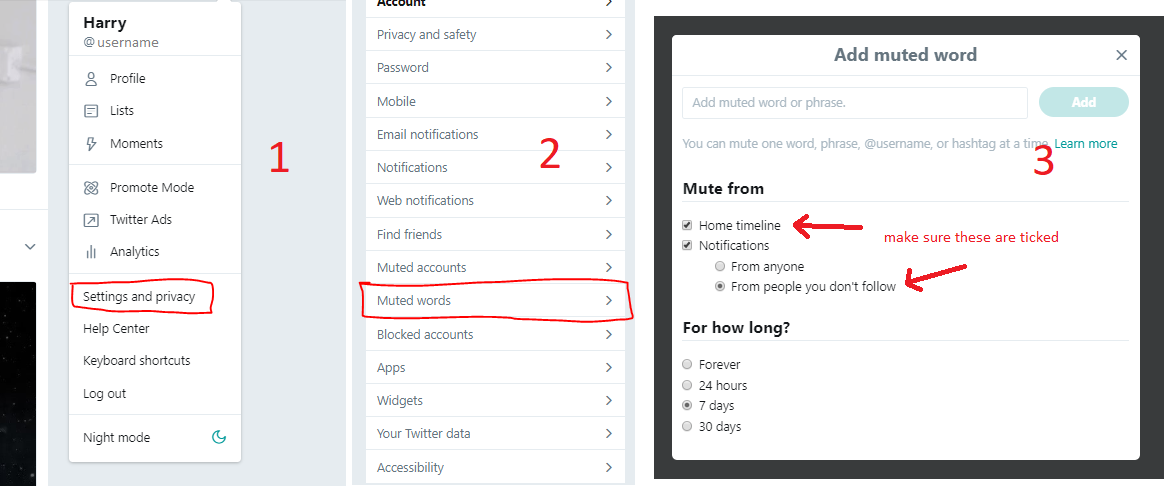 Harry
@username
Profile
Lists
Moments
Promote Mode
Twitter Ads
Analytics
Settings and privacy
Help Center
Keyboard shortcuts
Log out
Night mode
1
Account
Privacy and safety
Password
Mobile
Email notifications
Notifications
Web notifications
Find friends
Muted accounts
Muted words
Blocked accounts
Apps
Widgets
Your Twitter data
Accessibility
2
Add muted word
Add muted word or phrase.
Add
You can mute one word, phrase, @username, or hashtag at a time. Learn more
3
Mute from
Home timeline
make sure these are ticked
Notifications
From anyone
From people you don't follow
For how long?
Forever
24 hours
7 days
30 days